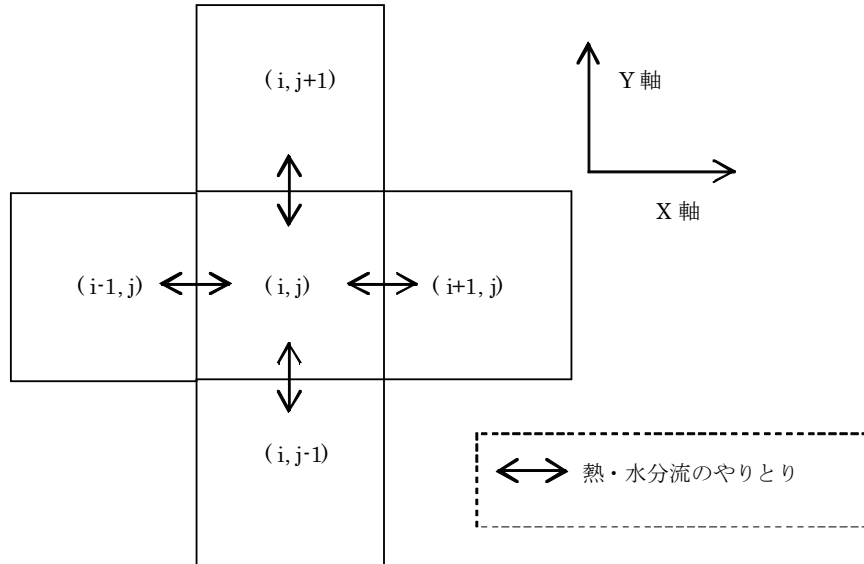 (i, j+1)
Y 軸
X 軸
(i-1, j)
(i, j)
(i+1, j)
(i, j-1)
熱・水分流のやりとり